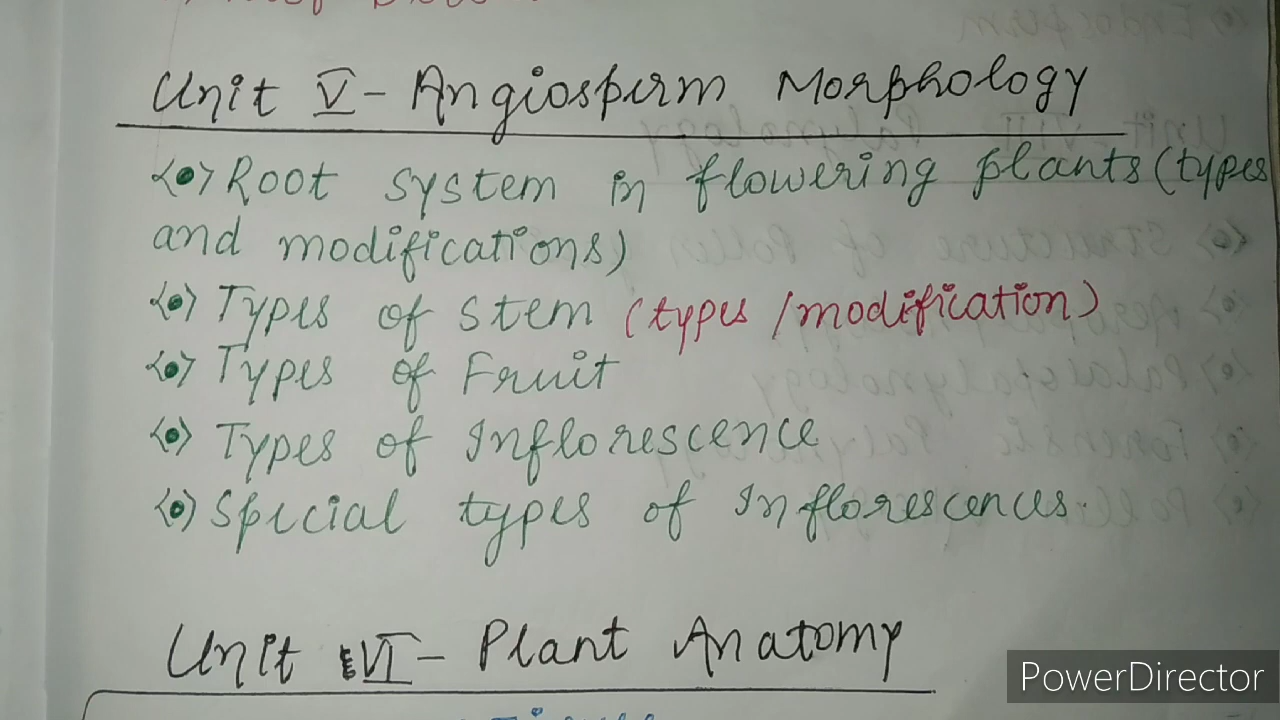 Unit V - Angiosperm Morphology
<•> Root system in flowering plants (types
and modifications)
<•> Types of stem (types / modification)
<•> Types of Fruit
<•> Types of Inflorescence
<•> Special types of Inflorescences.
Unit VI - Plant Anatomy
PowerDirector